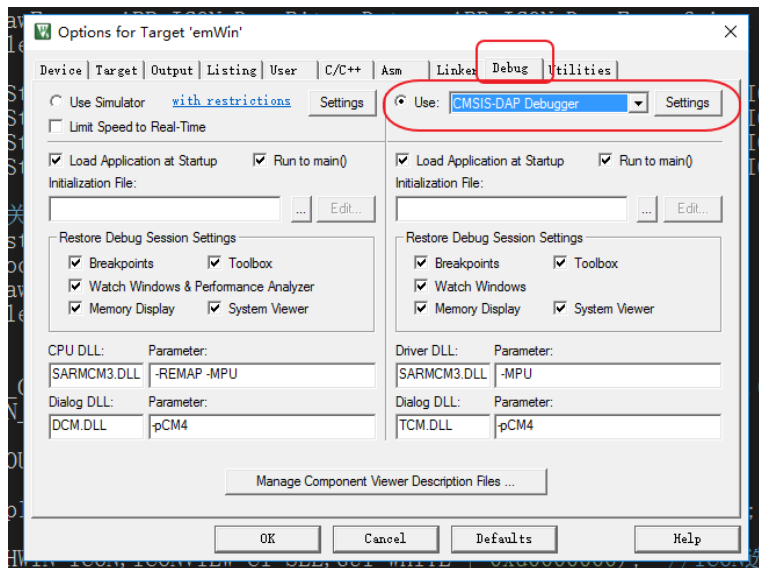 Options for Target 'emWin'
Device Target Output Listing User C/C++ Asm Linker Debug Utilities
Use Simulator with restrictions Settings
Limit Speed to Real-Time
Use: CMSIS-DAP Debugger Settings
Load Application at Startup Run to main()
Initialization File:
... Edit...
Load Application at Startup Run to main()
Initialization File:
... Edit...
Restore Debug Session Settings
Breakpoints Toolbox
Watch Windows & Performance Analyzer
Memory Display System Viewer
Restore Debug Session Settings
Breakpoints Toolbox
Watch Windows
Memory Display System Viewer
CPU DLL: Parameter:
SARMCM3.DLL -REMAP -MPU
Dialog DLL: Parameter:
DCM.DLL -pCM4
Driver DLL: Parameter:
SARMCM3.DLL -MPU
Dialog DLL: Parameter:
TCM.DLL -pCM4
Manage Component Viewer Description Files ...
OK Cancel Defaults Help